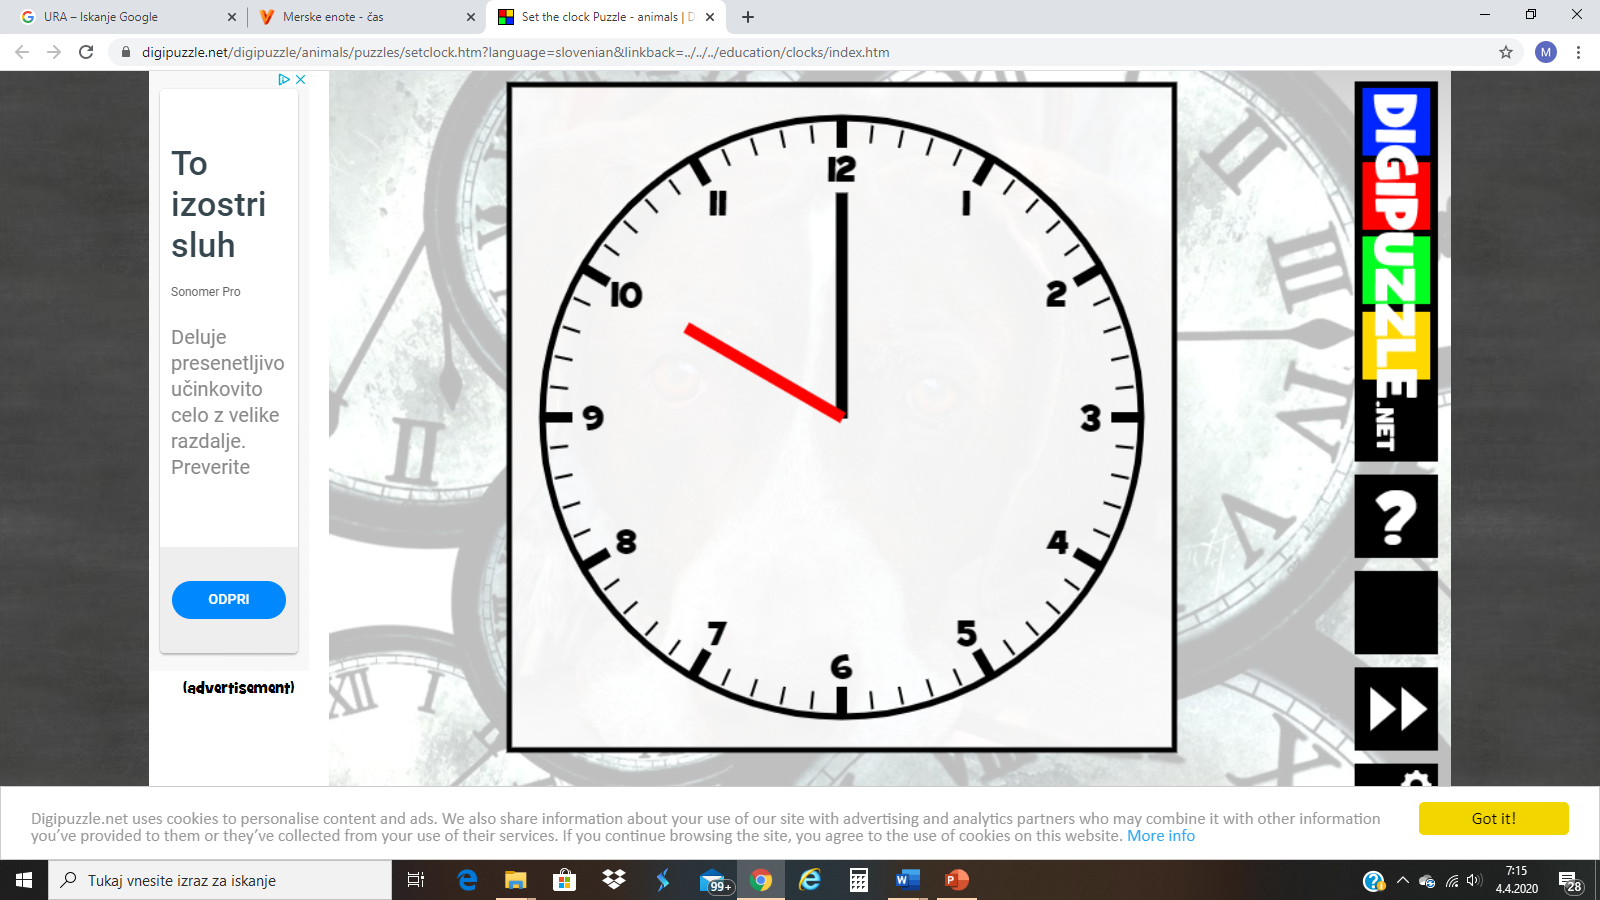 URA – Iskanje Google
Merske enote - čas
Set the clock Puzzle - animals | D
digipuzzle.net/digipuzzle/animals/puzzles/setclock.htm?language=slovenian&linkback=../../../education/clocks/index.htm
M
To
izostri
sluh
Sonomer Pro
Deluje
presenetljivo
učinkovito
celo z velike
razdalje.
Preverite
ODPRI
(advertisement)
12
1
2
3
4
5
6
7
8
9
10
11
DIGIPUZZLE.NET
?
II
III
V
X
II
XII
I
Digipuzzle.net uses cookies to personalise content and ads. We also share information about your use of our site with advertising and analytics partners who may combine it with other information
you've provided to them or they've collected from your use of their services. If you continue browsing the site, you agree to the use of cookies on this website. More info
Got it!
Tukaj vnesite izraz za iskanje
99+
7:15
4.4.2020
28